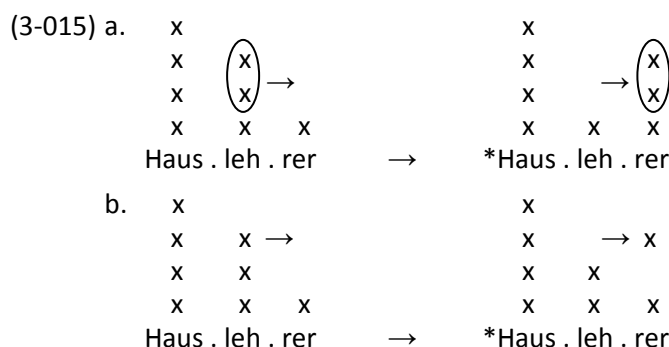 (3-015) a. x x
x x x x
x x → x → x
x x x x x x
Haus . leh . rer → *Haus . leh . rer
b. x x
x x → x → x
x x x x
x x x x x x
Haus . leh . rer → *Haus . leh . rer